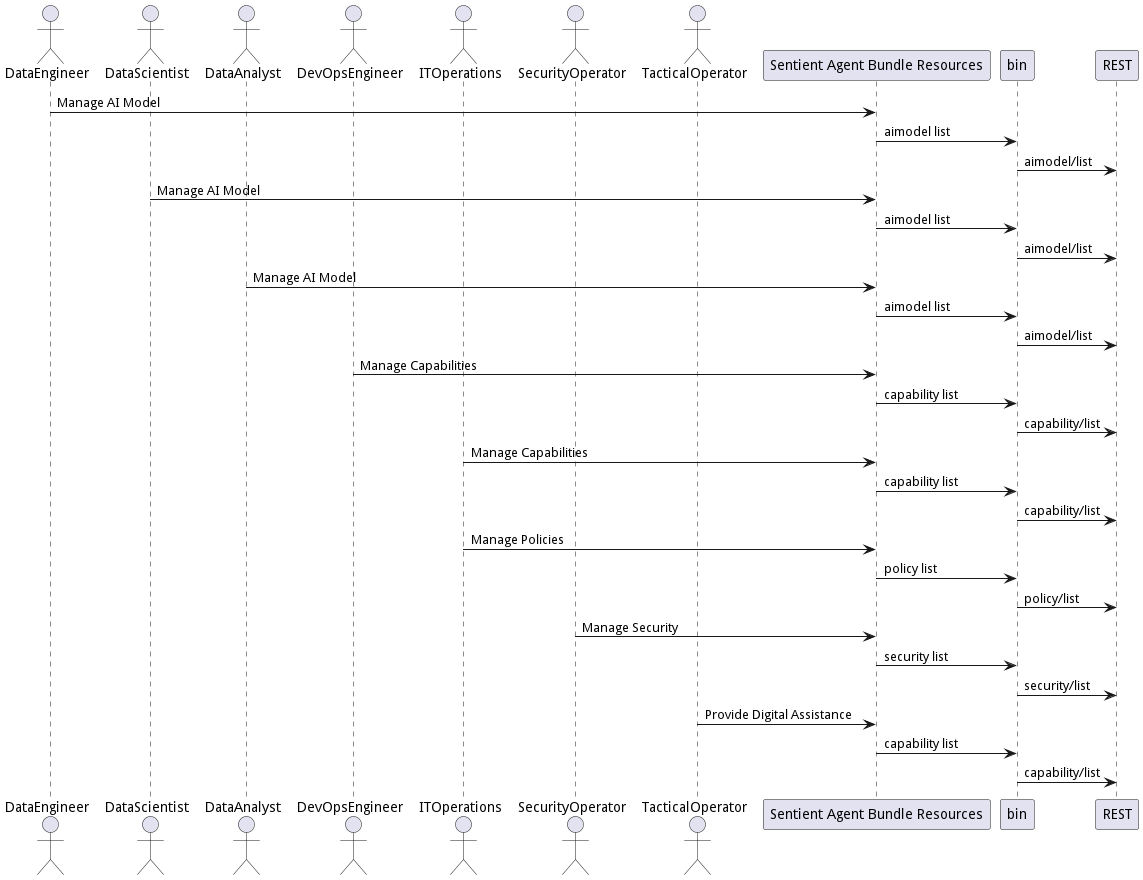 DataEngineer DataScientist DataAnalyst DevOpsEngineer ITOperations SecurityOperator TacticalOperator Sentient Agent Bundle Resources bin REST
Manage AI Model
aimodel list
aimodel/list
Manage AI Model
aimodel list
aimodel/list
Manage AI Model
aimodel list
aimodel/list
Manage Capabilities
capability list
capability/list
Manage Capabilities
capability list
capability/list
Manage Policies
policy list
policy/list
Manage Security
security list
security/list
Provide Digital Assistance
capability list
capability/list
DataEngineer DataScientist DataAnalyst DevOpsEngineer ITOperations SecurityOperator TacticalOperator Sentient Agent Bundle Resources bin REST